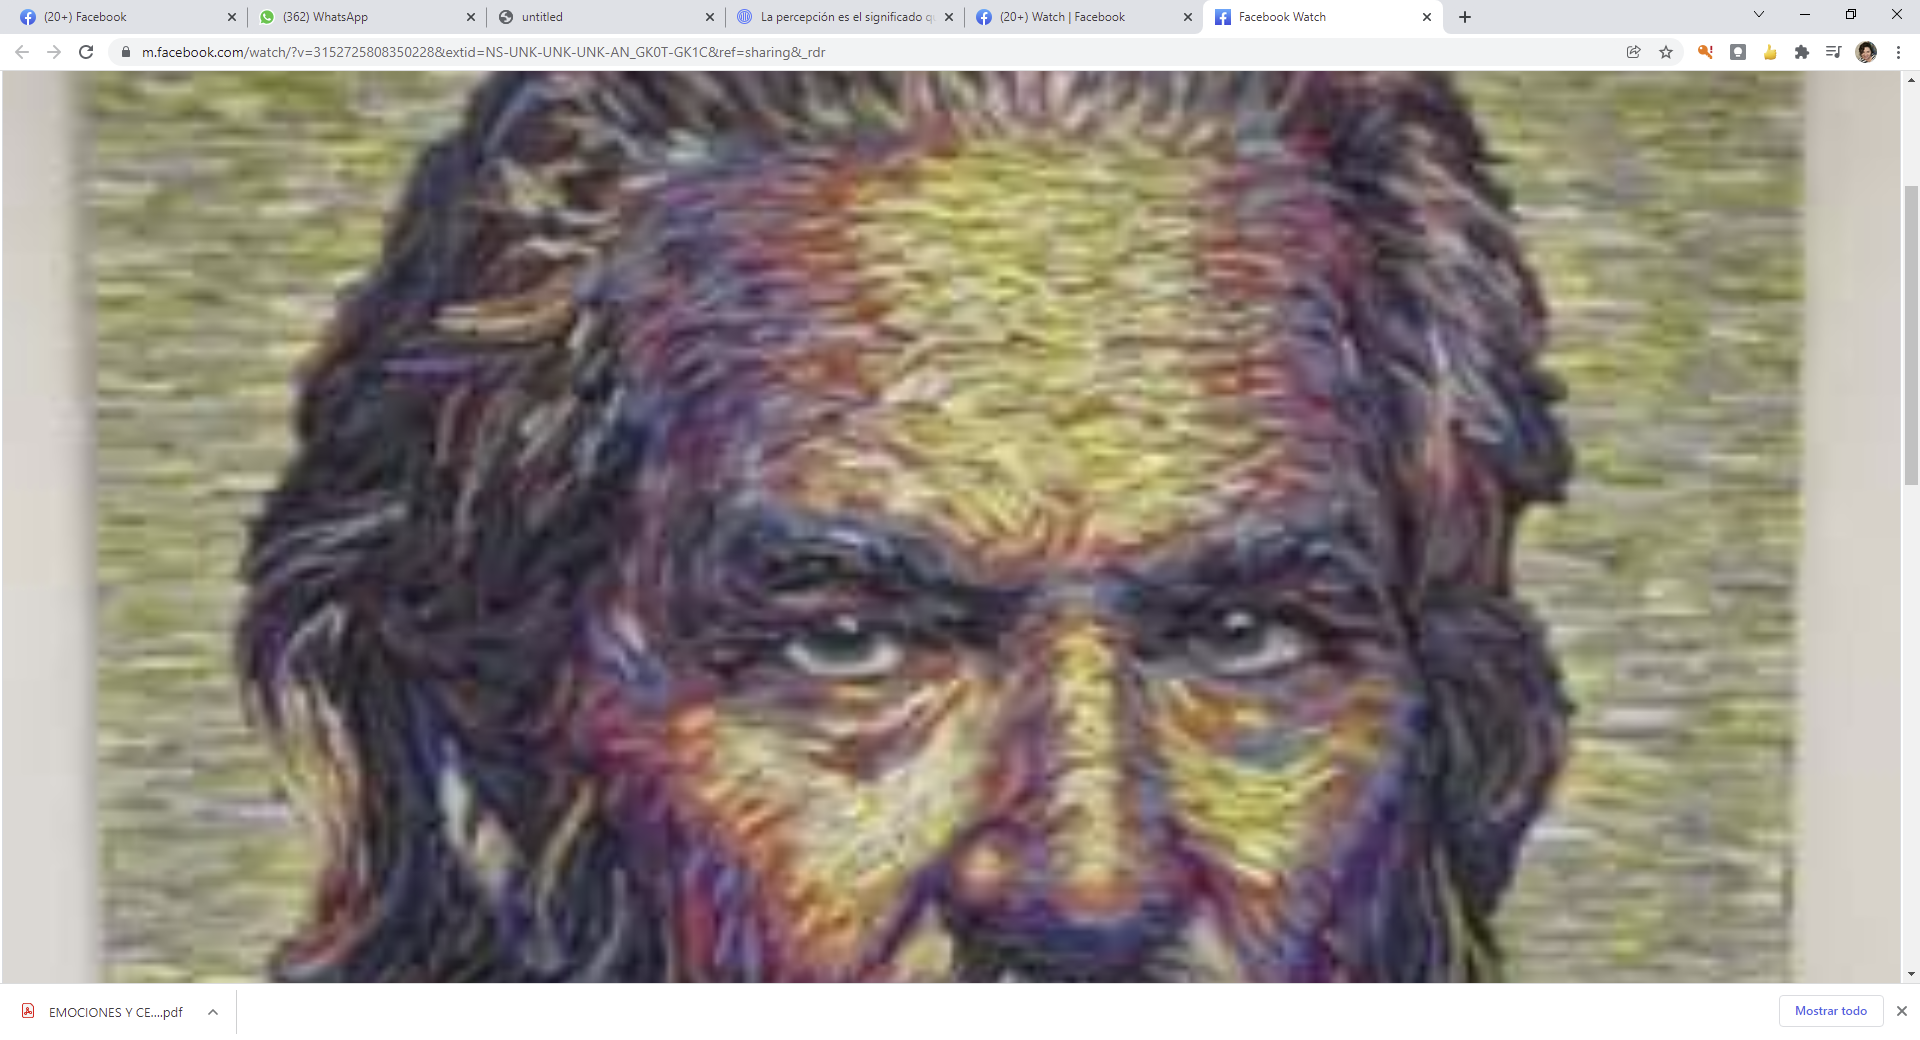 (20+) Facebook
(362) WhatsApp
untitled
La percepción es el significado q
(20+) Watch | Facebook
Facebook Watch
m.facebook.com/watch/?v=3152725808350228&extid=NS-UNK-UNK-UNK-AN_GK0T-GK1C&ref=sharing&_rdr
EMOCIONES Y CE....pdf
Mostrar todo